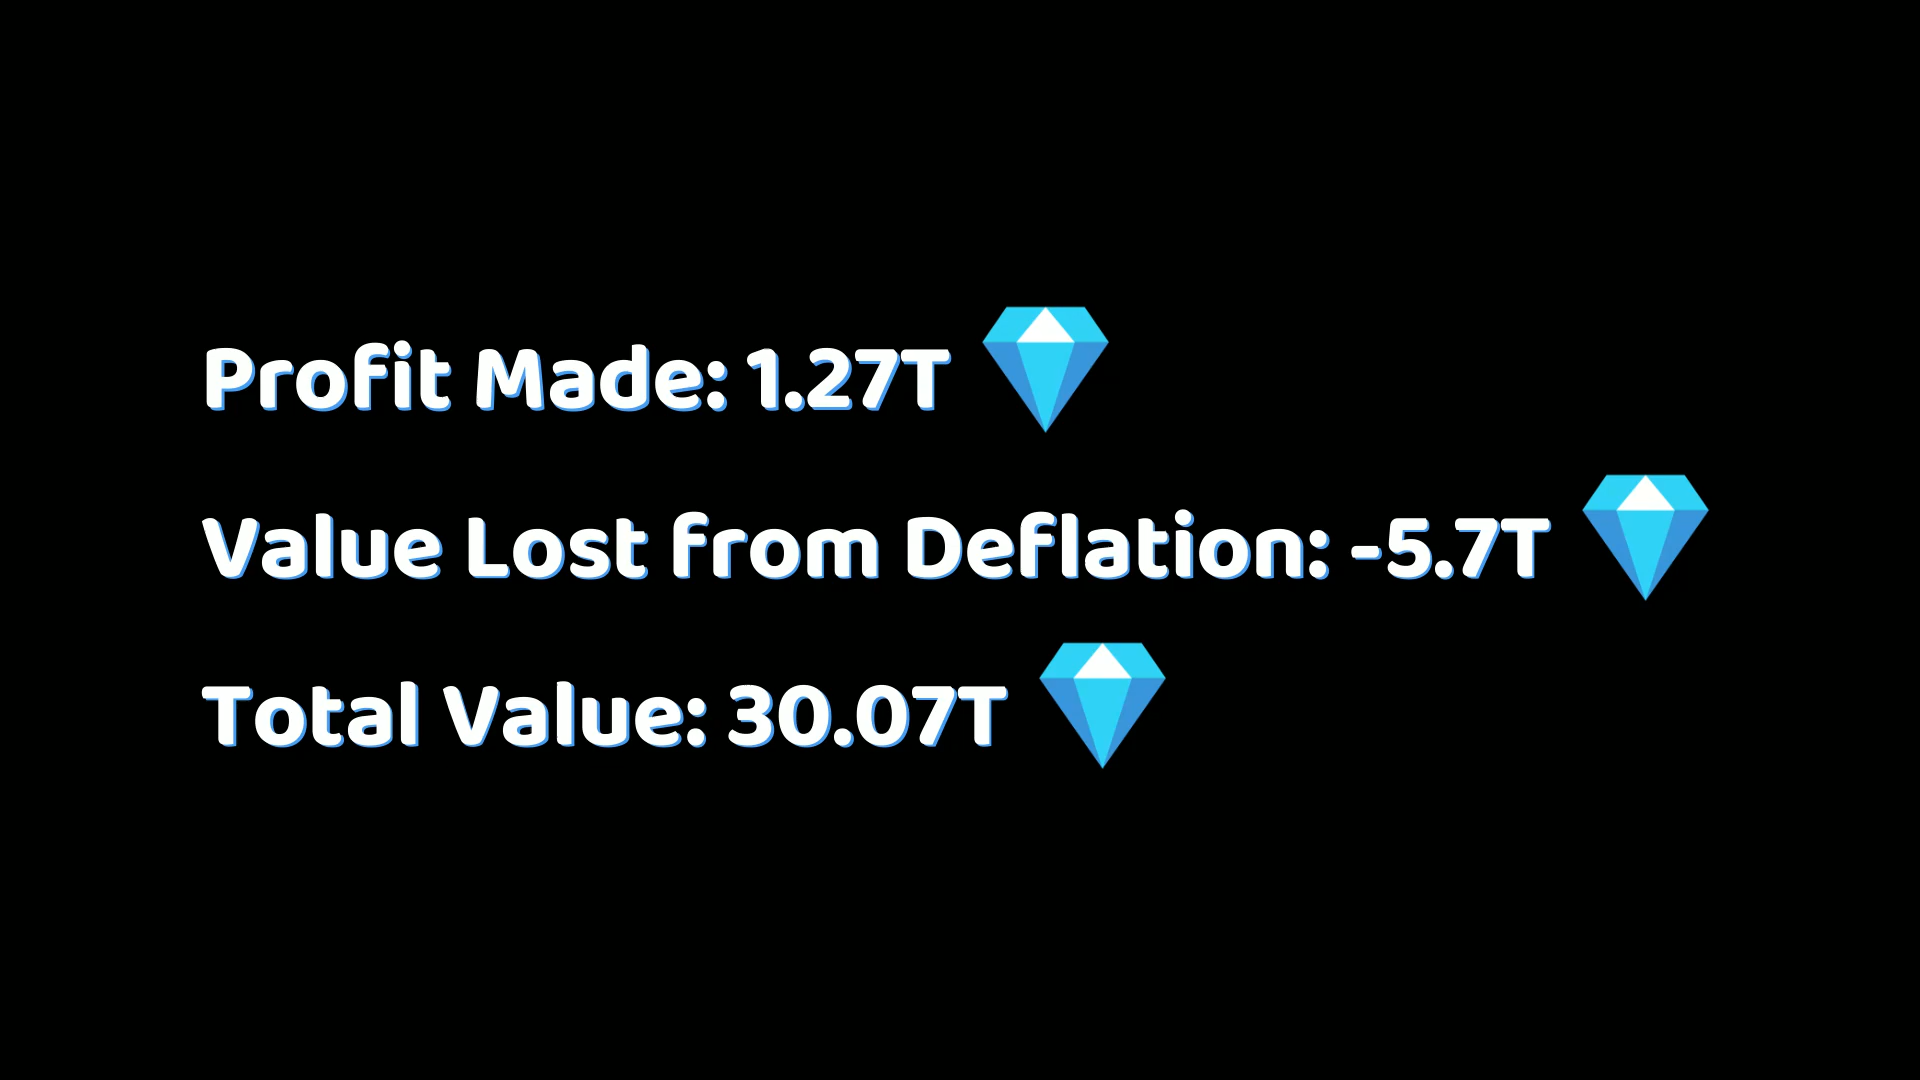 Profit Made: 1.27T
Value Lost from Deflation: -5.7T
Total Value: 30.07T